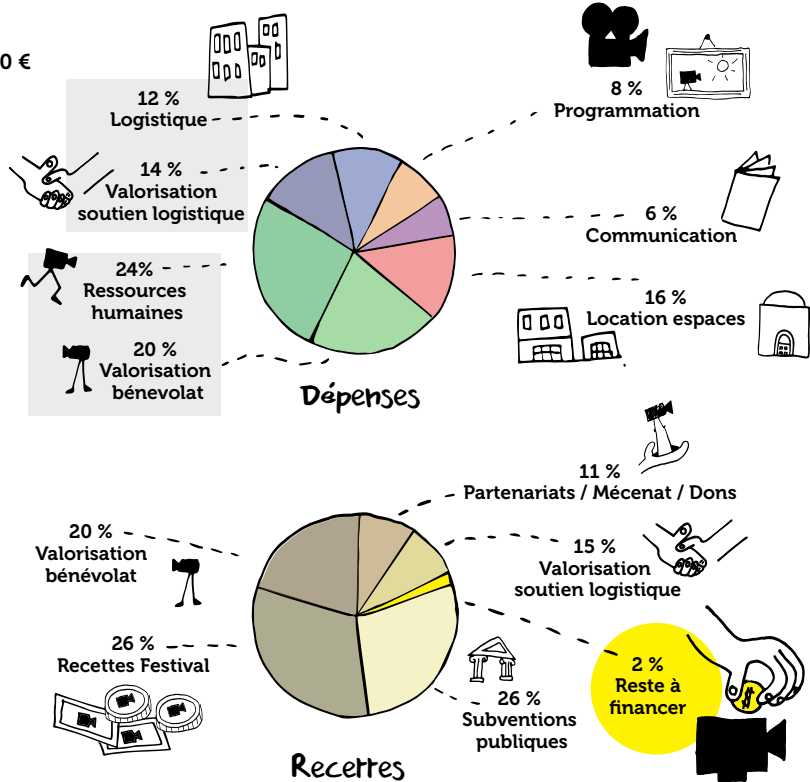 0 €
12 %
Logistique
14 %
Valorisation
soutien logistique
24%
Ressources
humaines
20 %
Valorisation
bénevolat
8 %
Programmation
6 %
Communication
16 %
Location espaces
Dépenses
11 %
Partenariats / Mécenat / Dons
20 %
Valorisation
bénévolat
15 %
Valorisation
soutien logistique
26 %
Recettes Festival
26 %
Subventions
publiques
2 %
Reste à
financer
$
Recettes